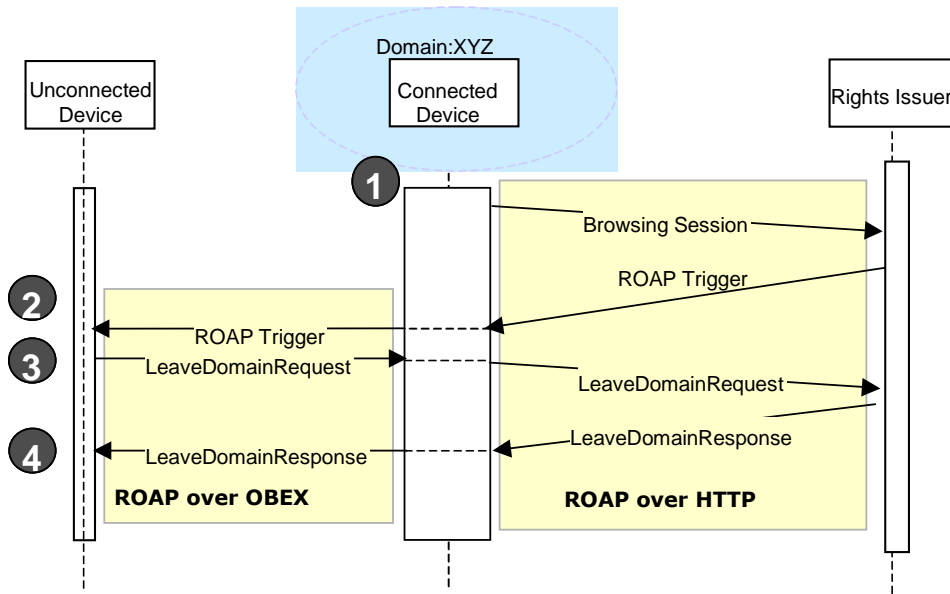 Domain:XYZ
Unconnected
Device
Connected
Device
Rights Issuer
1
Browsing Session
ROAP Trigger
2
ROAP Trigger
3
LeaveDomainRequest
LeaveDomainRequest
LeaveDomainResponse
4
LeaveDomainResponse
ROAP over OBEX
ROAP over HTTP